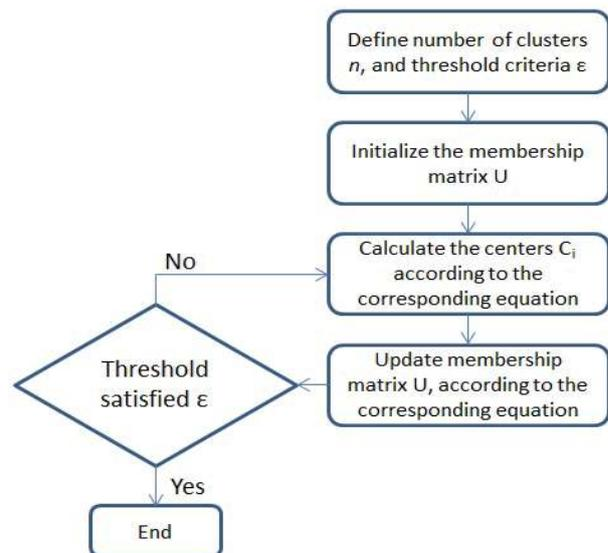 Define number of clusters
n, and threshold criteria ε
Initialize the membership
matrix U
Calculate the centers Cᵢ
according to the
corresponding equation
Update membership
matrix U, according to the
corresponding equation
No
Threshold
satisfied ε
Yes
End